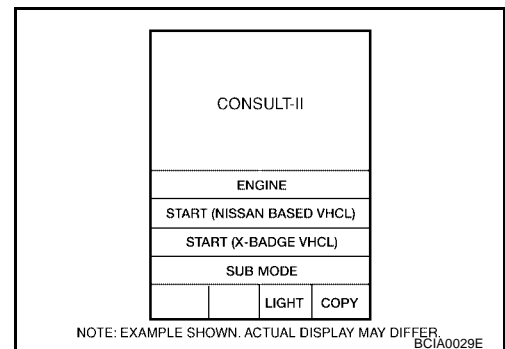 CONSULT-II
ENGINE
START (NISSAN BASED VHCL)
START (X-BADGE VHCL)
SUB MODE
LIGHT COPY
NOTE: EXAMPLE SHOWN. ACTUAL DISPLAY MAY DIFFER.
BCIA0029E